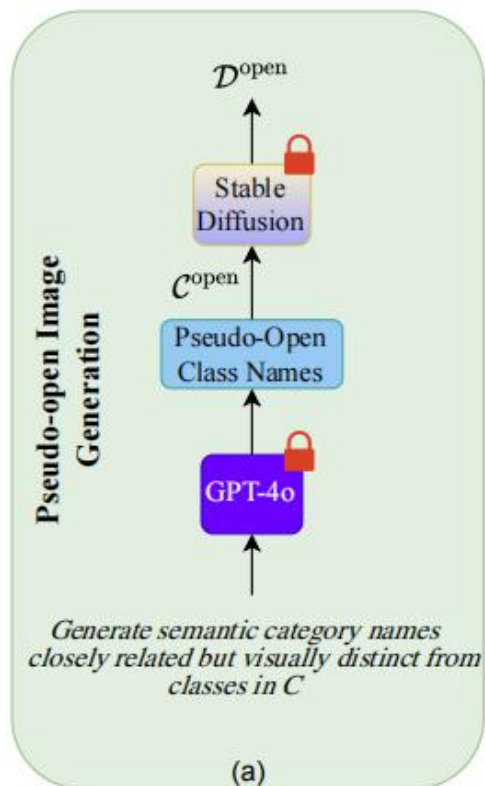 𝒟^open
Stable
Diffusion
𝒞^open
Pseudo-Open
Class Names
Pseudo-open Image
Generation
GPT-4o
Generate semantic category names
closely related but visually distinct from
classes in C
(a)